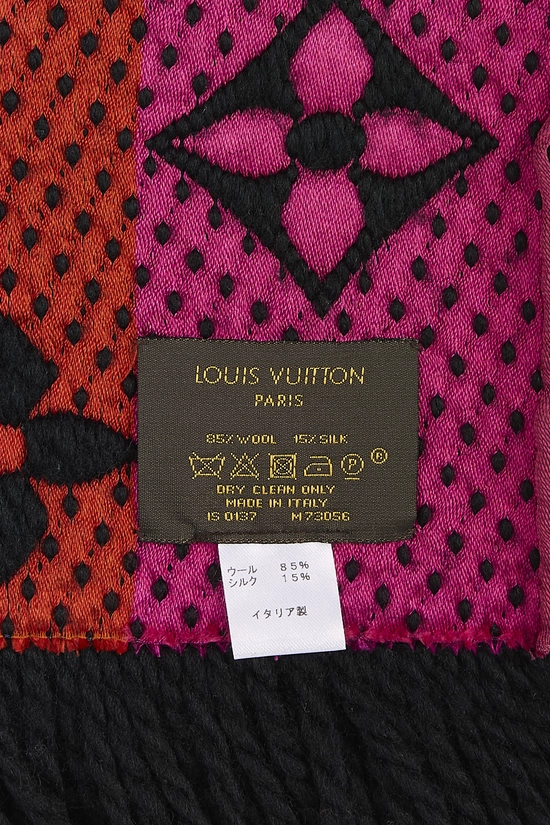 LOUIS VUITTON
PARIS
85% WOOL 15% SILK
P ®
DRY CLEAN ONLY
MADE IN ITALY
IS 0137 M73056
ウール 85%
シルク 15%
イタリア製